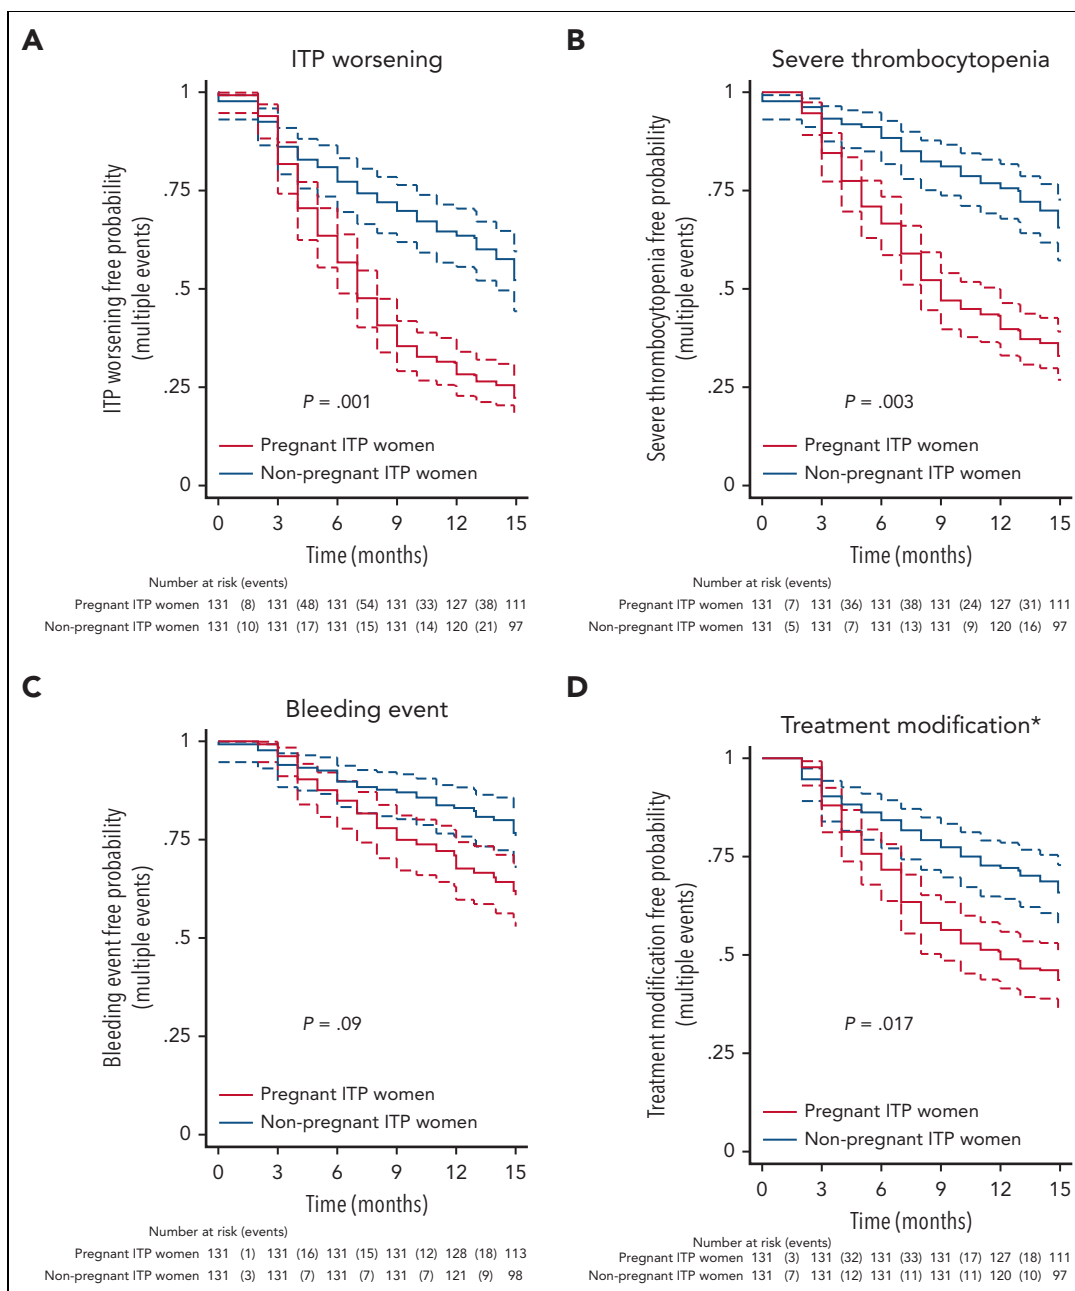 A
ITP worsening
ITP worsening free probability
(multiple events)
1
.75
.5
.25
0
P = .001
Pregnant ITP women
Non-pregnant ITP women
0 3 6 9 12 15
Time (months)
Number at risk (events)
Pregnant ITP women 131 (8) 131 (48) 131 (54) 131 (33) 127 (38) 111
Non-pregnant ITP women 131 (10) 131 (17) 131 (15) 131 (14) 120 (21) 97
B
Severe thrombocytopenia
Severe thrombocytopenia free probability
(multiple events)
1
.75
.5
.25
0
P = .003
Pregnant ITP women
Non-pregnant ITP women
0 3 6 9 12 15
Time (months)
Number at risk (events)
Pregnant ITP women 131 (7) 131 (36) 131 (38) 131 (24) 127 (31) 111
Non-pregnant ITP women 131 (5) 131 (7) 131 (13) 131 (9) 120 (16) 97
C
Bleeding event
Bleeding event free probability
(multiple events)
1
.75
.5
.25
0
P = .09
Pregnant ITP women
Non-pregnant ITP women
0 3 6 9 12 15
Time (months)
Number at risk (events)
Pregnant ITP women 131 (1) 131 (16) 131 (15) 131 (12) 128 (18) 113
Non-pregnant ITP women 131 (3) 131 (7) 131 (7) 131 (7) 121 (9) 98
D
Treatment modification*
Treatment modification free probability
(multiple events)
1
.75
.5
.25
0
P = .017
Pregnant ITP women
Non-pregnant ITP women
0 3 6 9 12 15
Time (months)
Number at risk (events)
Pregnant ITP women 131 (3) 131 (32) 131 (33) 131 (17) 127 (18) 111
Non-pregnant ITP women 131 (7) 131 (12) 131 (11) 131 (11) 120 (10) 97